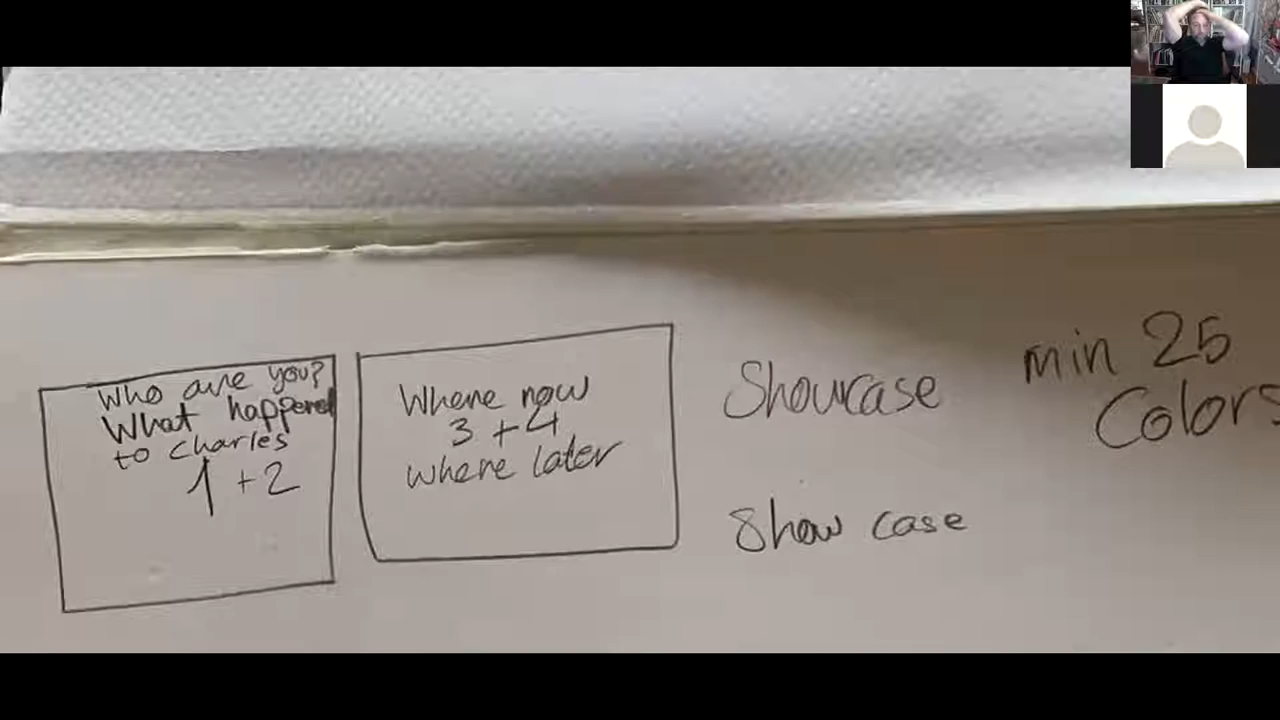 Who are you?
What happened
to Charles
1 + 2
Where now
3 + 4
where later
Showcase
Show case
min 25
Colors